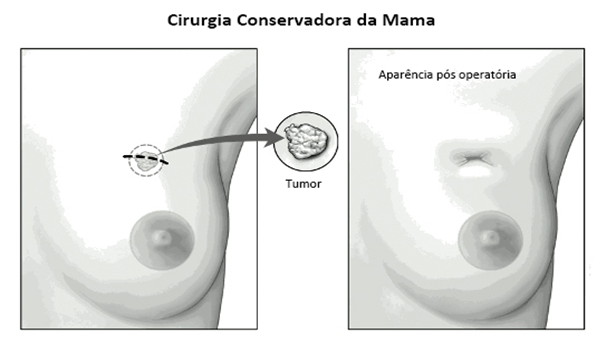 Cirurgia Conservadora da Mama
Aparência pós operatória
Tumor